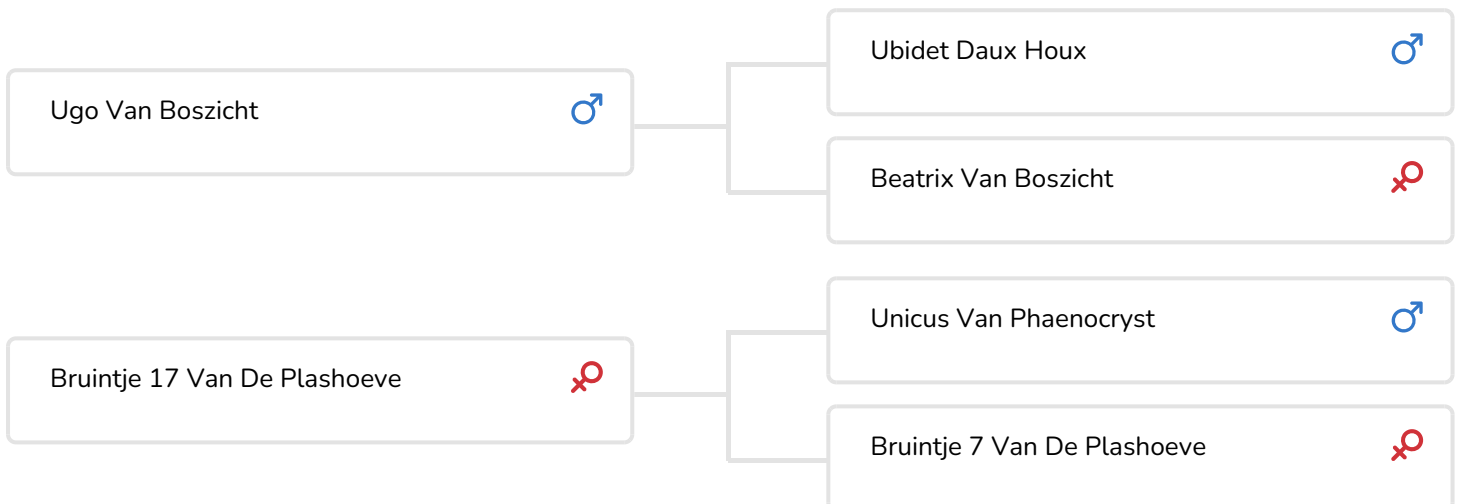 Ubidet Daux Houx
Ugo Van Boszicht
Beatrix Van Boszicht
Unicus Van Phaenocryst
Bruintje 17 Van De Plashoeve
Bruintje 7 Van De Plashoeve